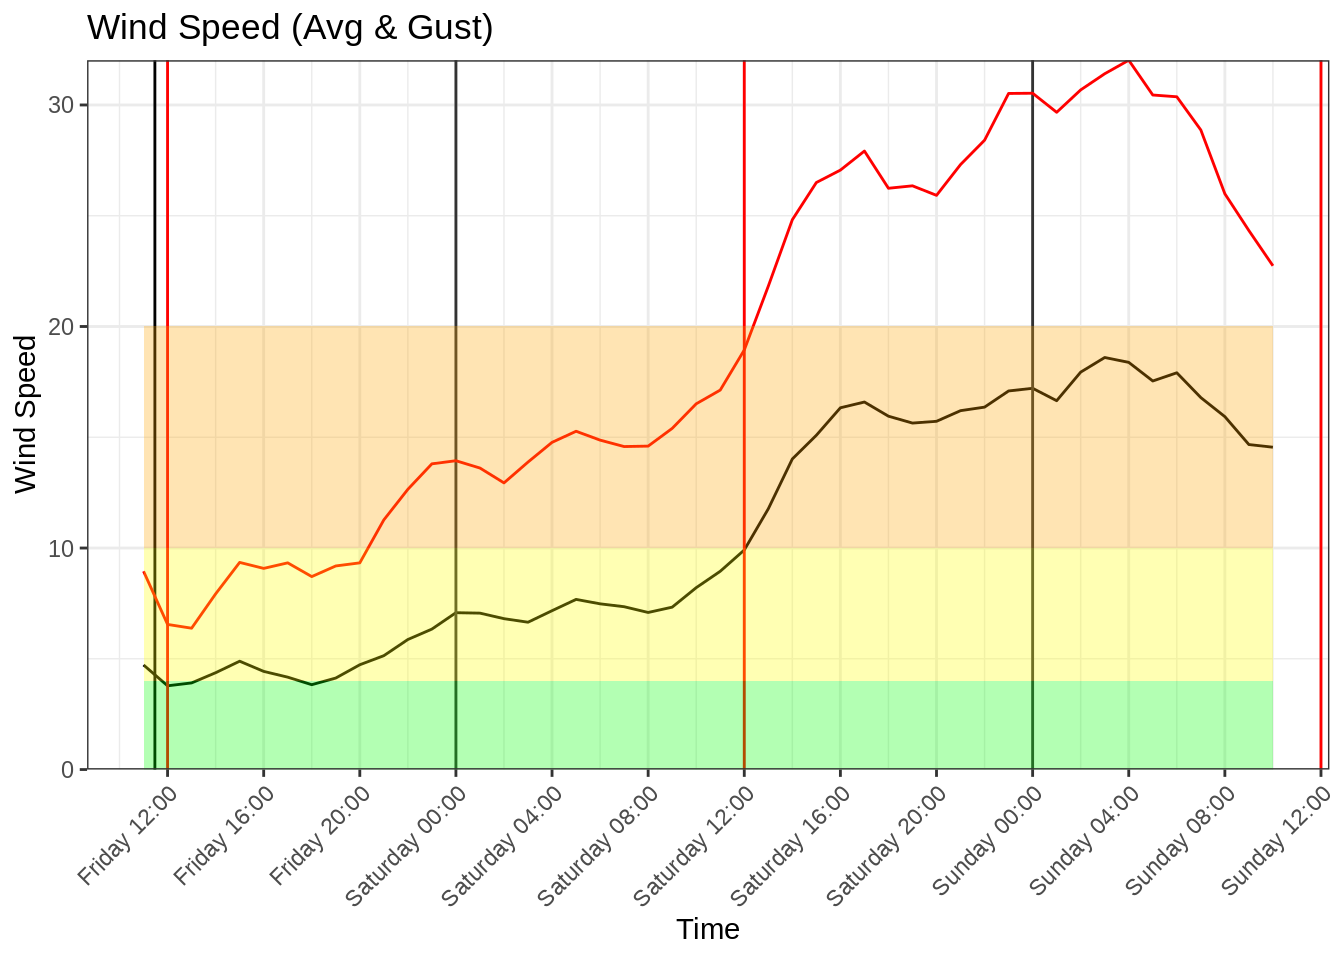 Wind Speed (Avg & Gust)
Wind Speed
30
20
10
0
Friday 12:00
Friday 16:00
Friday 20:00
Saturday 00:00
Saturday 04:00
Saturday 08:00
Saturday 12:00
Saturday 16:00
Saturday 20:00
Sunday 00:00
Sunday 04:00
Sunday 08:00
Sunday 12:00
Time